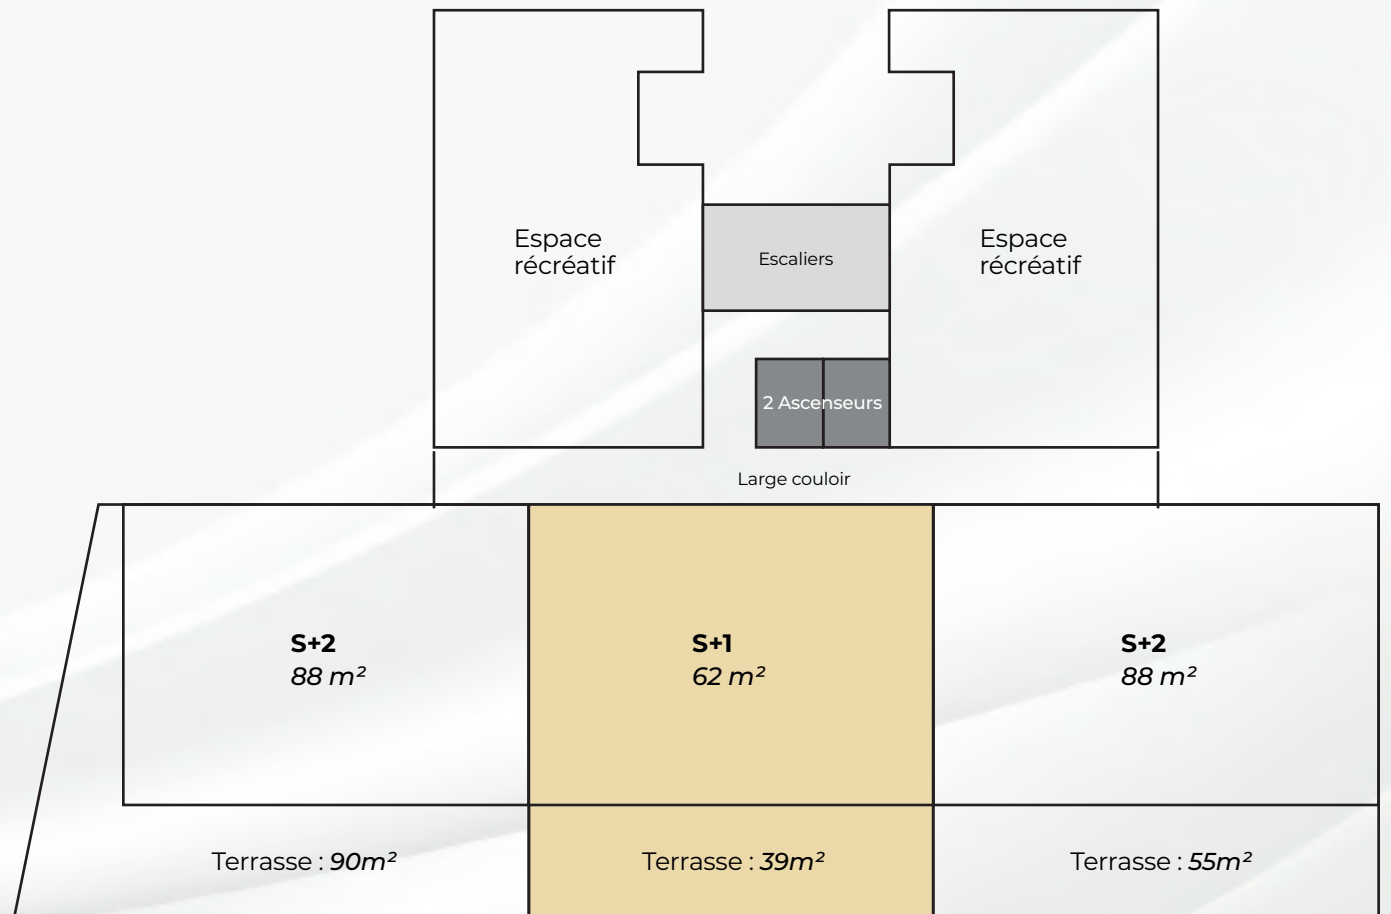 Espace
récréatif
Escaliers
Espace
récréatif
2 Ascenseurs
Large couloir
S+2
88 m²
S+1
62 m²
S+2
88 m²
Terrasse : 90m²
Terrasse : 39m²
Terrasse : 55m²